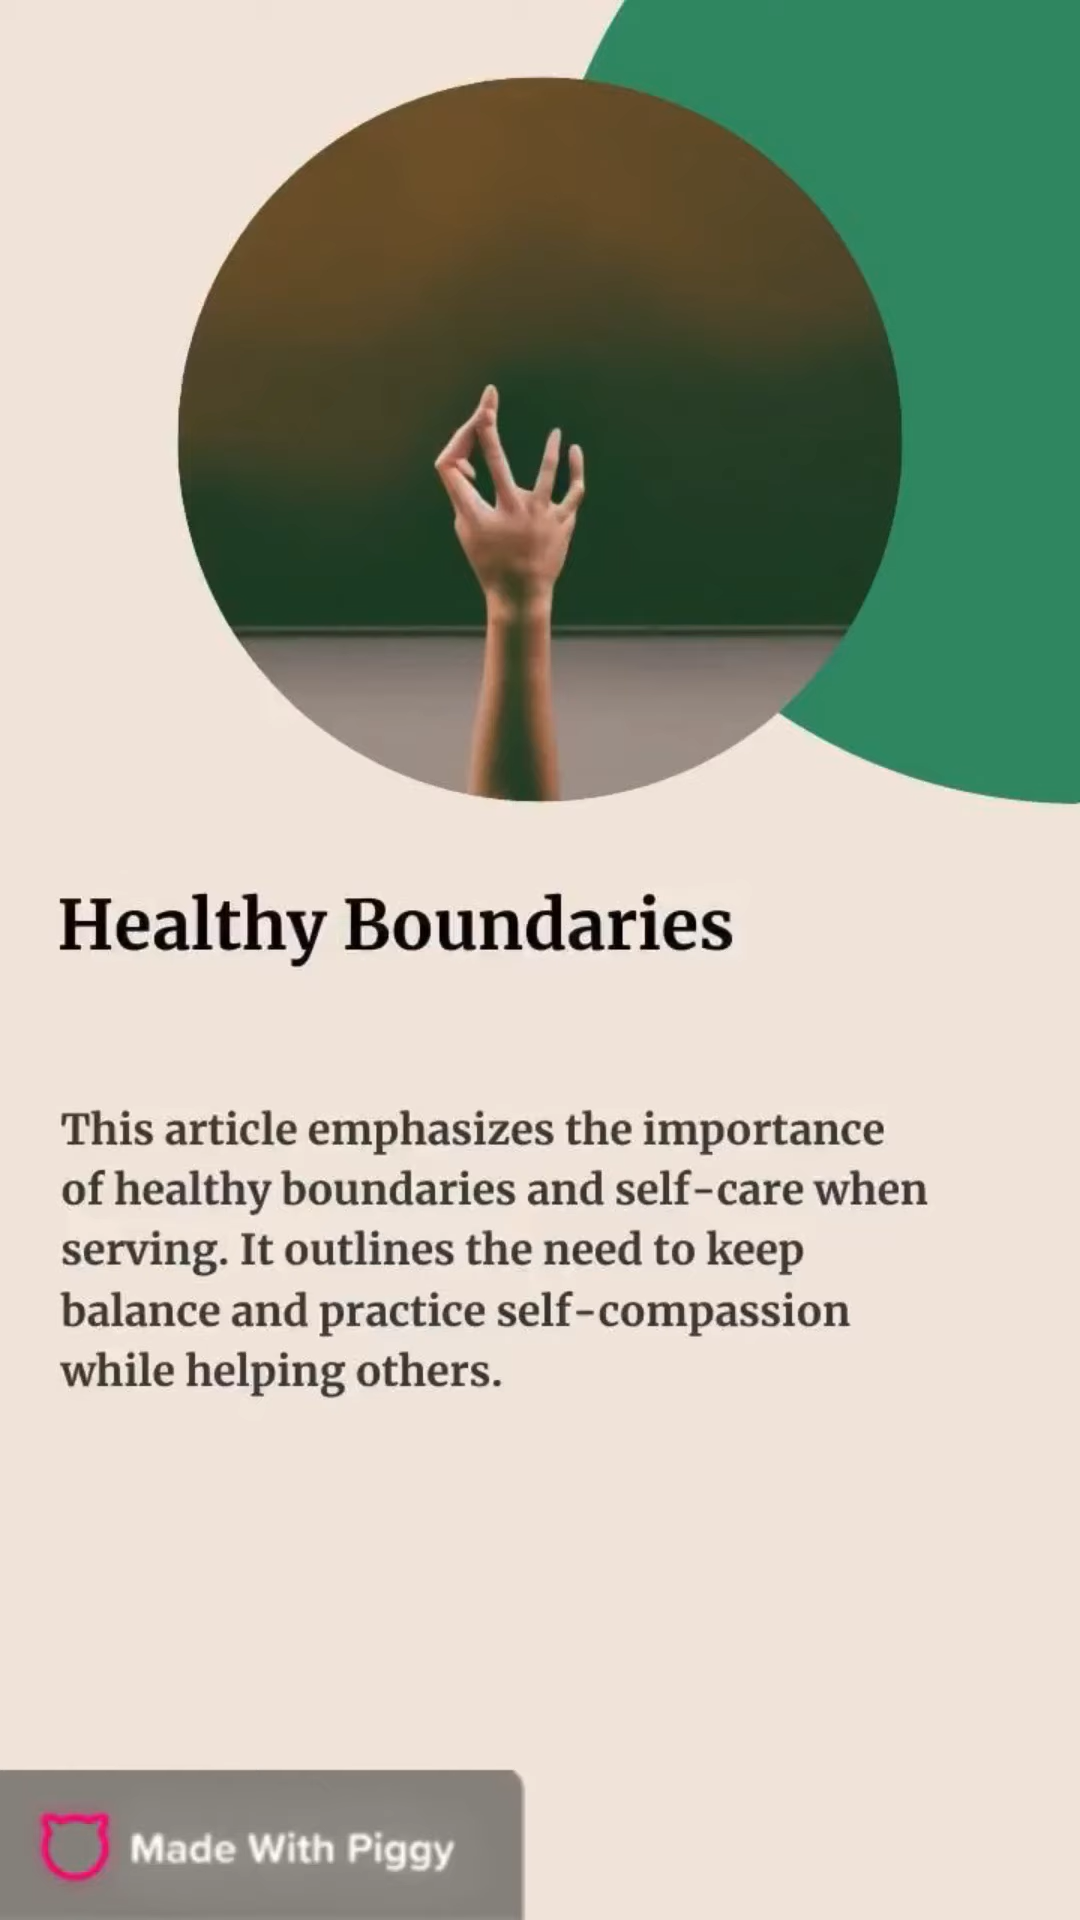 Healthy Boundaries
This article emphasizes the importance
of healthy boundaries and self-care when
serving. It outlines the need to keep
balance and practice self-compassion
while helping others.
Made With Piggy